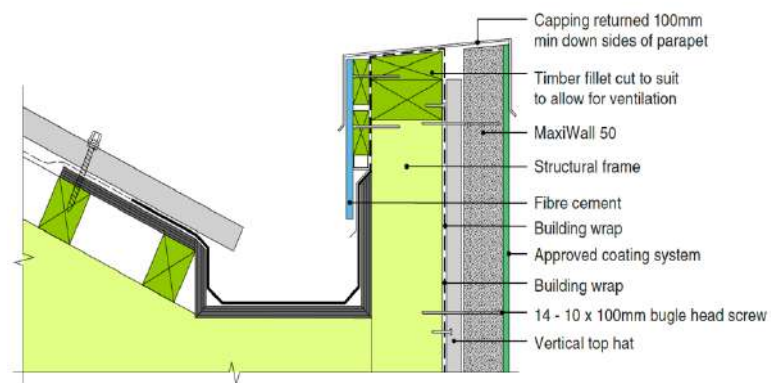 Capping returned 100mm
min down sides of parapet
Timber fillet cut to suit
to allow for ventilation
MaxiWall 50
Structural frame
Fibre cement
Building wrap
Approved coating system
Building wrap
14 - 10 x 100mm bugle head screw
Vertical top hat